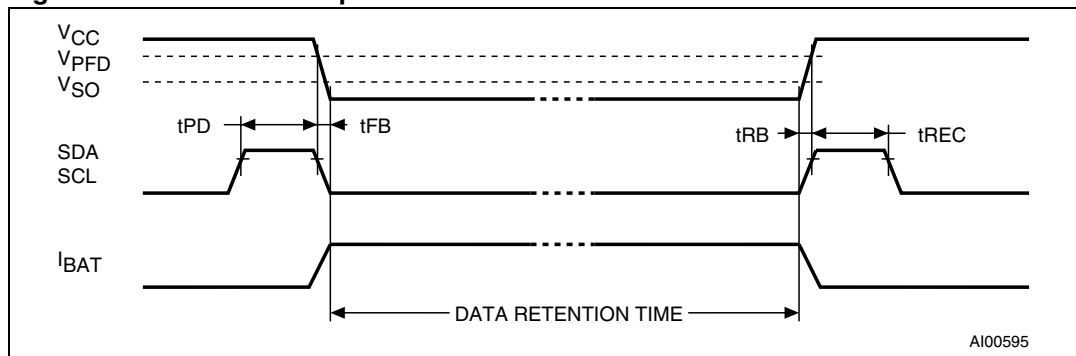 VCC
VPFD
VSO
tPD
tFB
tRB
tREC
SDA
SCL
IBAT
DATA RETENTION TIME
AI00595